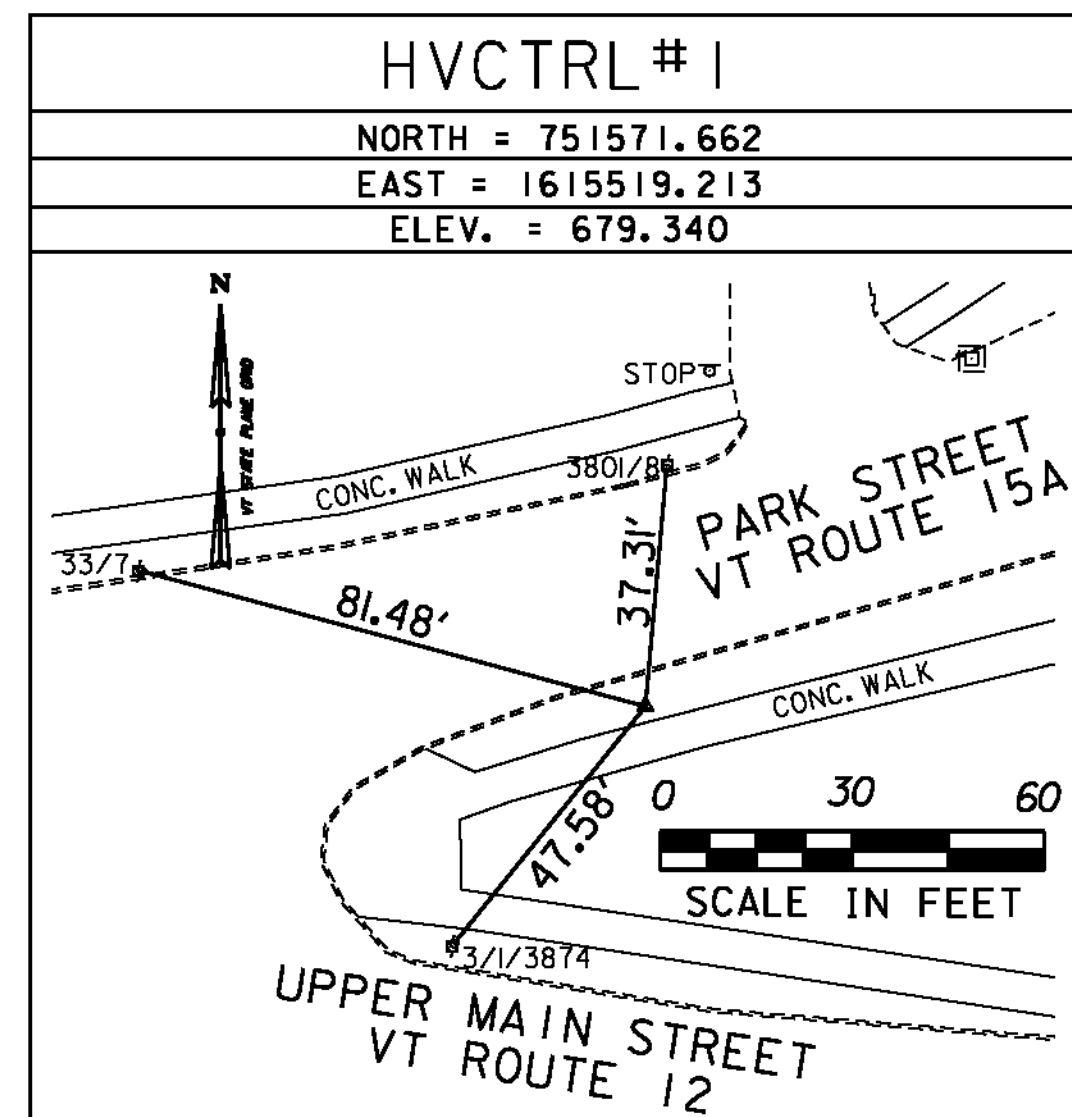 HVCTRL#1
NORTH = 751571.662
EAST = 1615519.213
ELEV. = 679.340
N
VT STATE PLANE GRID
STOP
CONC. WALK
3801/8
33/7
PARK STREET
VT ROUTE 15A
81.48'
37.31'
CONC. WALK
47.58'
0 30 60
SCALE IN FEET
3/1/3874
UPPER MAIN STREET
VT ROUTE 12